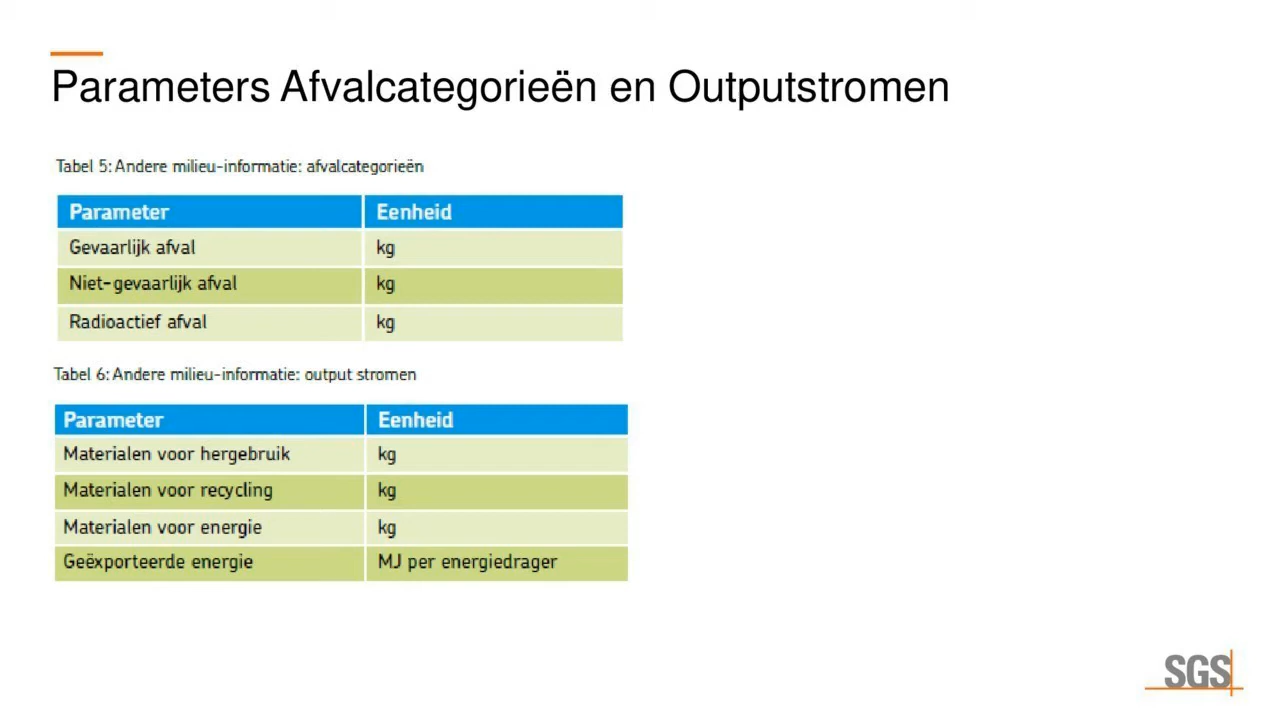 Parameters Afvalcategorieën en Outputstromen
Tabel 5: Andere milieu-informatie: afvalcategorieën
Parameter Eenheid
Gevaarlijk afval kg
Niet-gevaarlijk afval kg
Radioactief afval kg
Tabel 6: Andere milieu-informatie: output stromen
Parameter Eenheid
Materialen voor hergebruik kg
Materialen voor recycling kg
Materialen voor energie kg
Geëxporteerde energie MJ per energiedrager
SGS